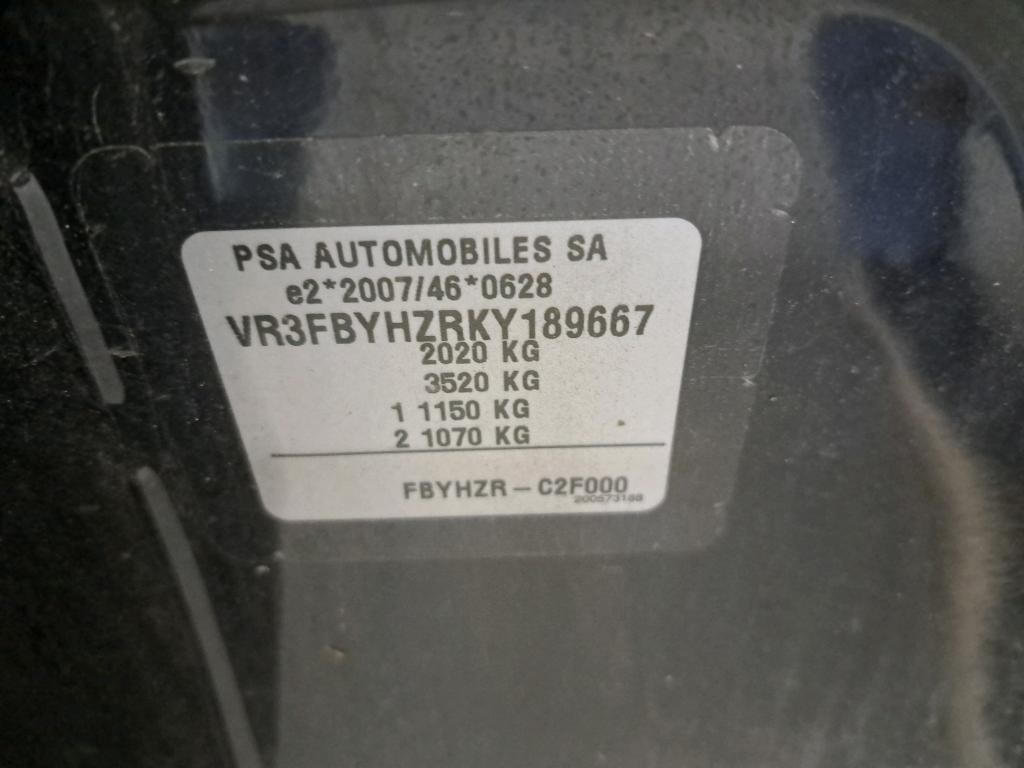 PSA AUTOMOBILES SA
e2*2007/46*0628
VR3FBYHZRKY189667
2020 KG
3520 KG
1 1150 KG
2 1070 KG
FBYHZR - C2F000